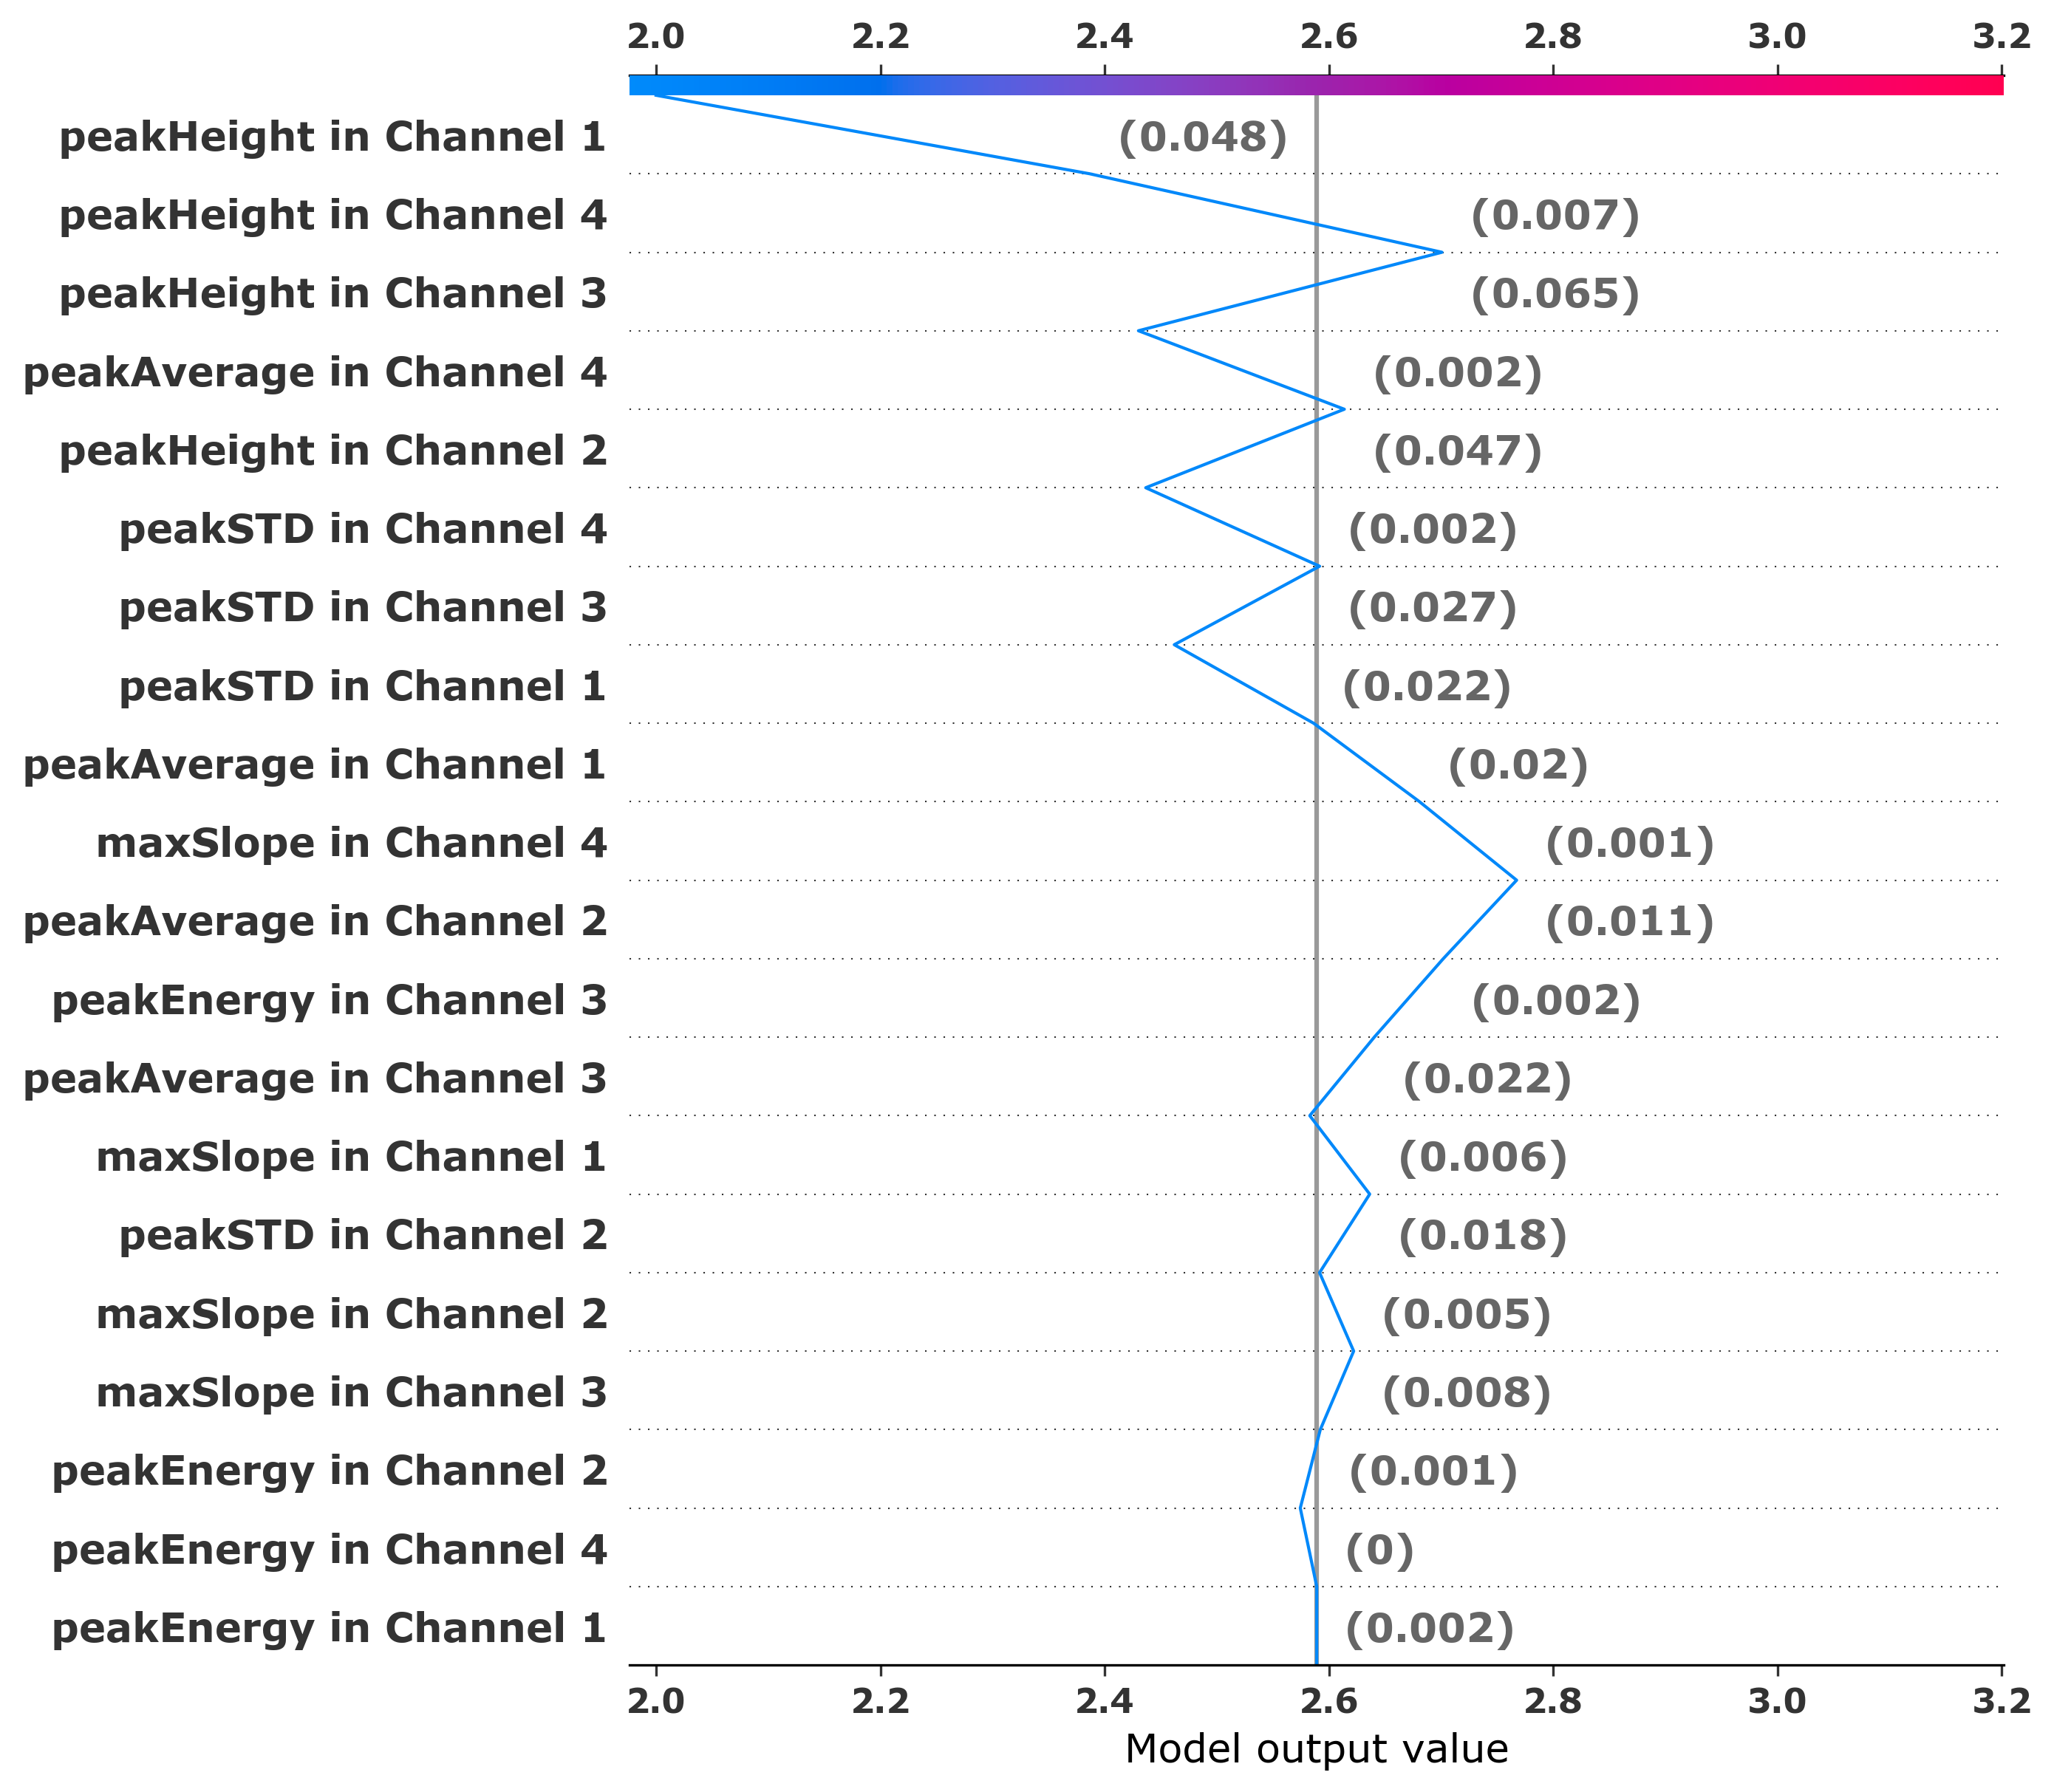 2.0 2.2 2.4 2.6 2.8 3.0 3.2
peakHeight in Channel 1 (0.048)
peakHeight in Channel 4 (0.007)
peakHeight in Channel 3 (0.065)
peakAverage in Channel 4 (0.002)
peakHeight in Channel 2 (0.047)
peakSTD in Channel 4 (0.002)
peakSTD in Channel 3 (0.027)
peakSTD in Channel 1 (0.022)
peakAverage in Channel 1 (0.02)
maxSlope in Channel 4 (0.001)
peakAverage in Channel 2 (0.011)
peakEnergy in Channel 3 (0.002)
peakAverage in Channel 3 (0.022)
maxSlope in Channel 1 (0.006)
peakSTD in Channel 2 (0.018)
maxSlope in Channel 2 (0.005)
maxSlope in Channel 3 (0.008)
peakEnergy in Channel 2 (0.001)
peakEnergy in Channel 4 (0)
peakEnergy in Channel 1 (0.002)
2.0 2.2 2.4 2.6 2.8 3.0 3.2
Model output value